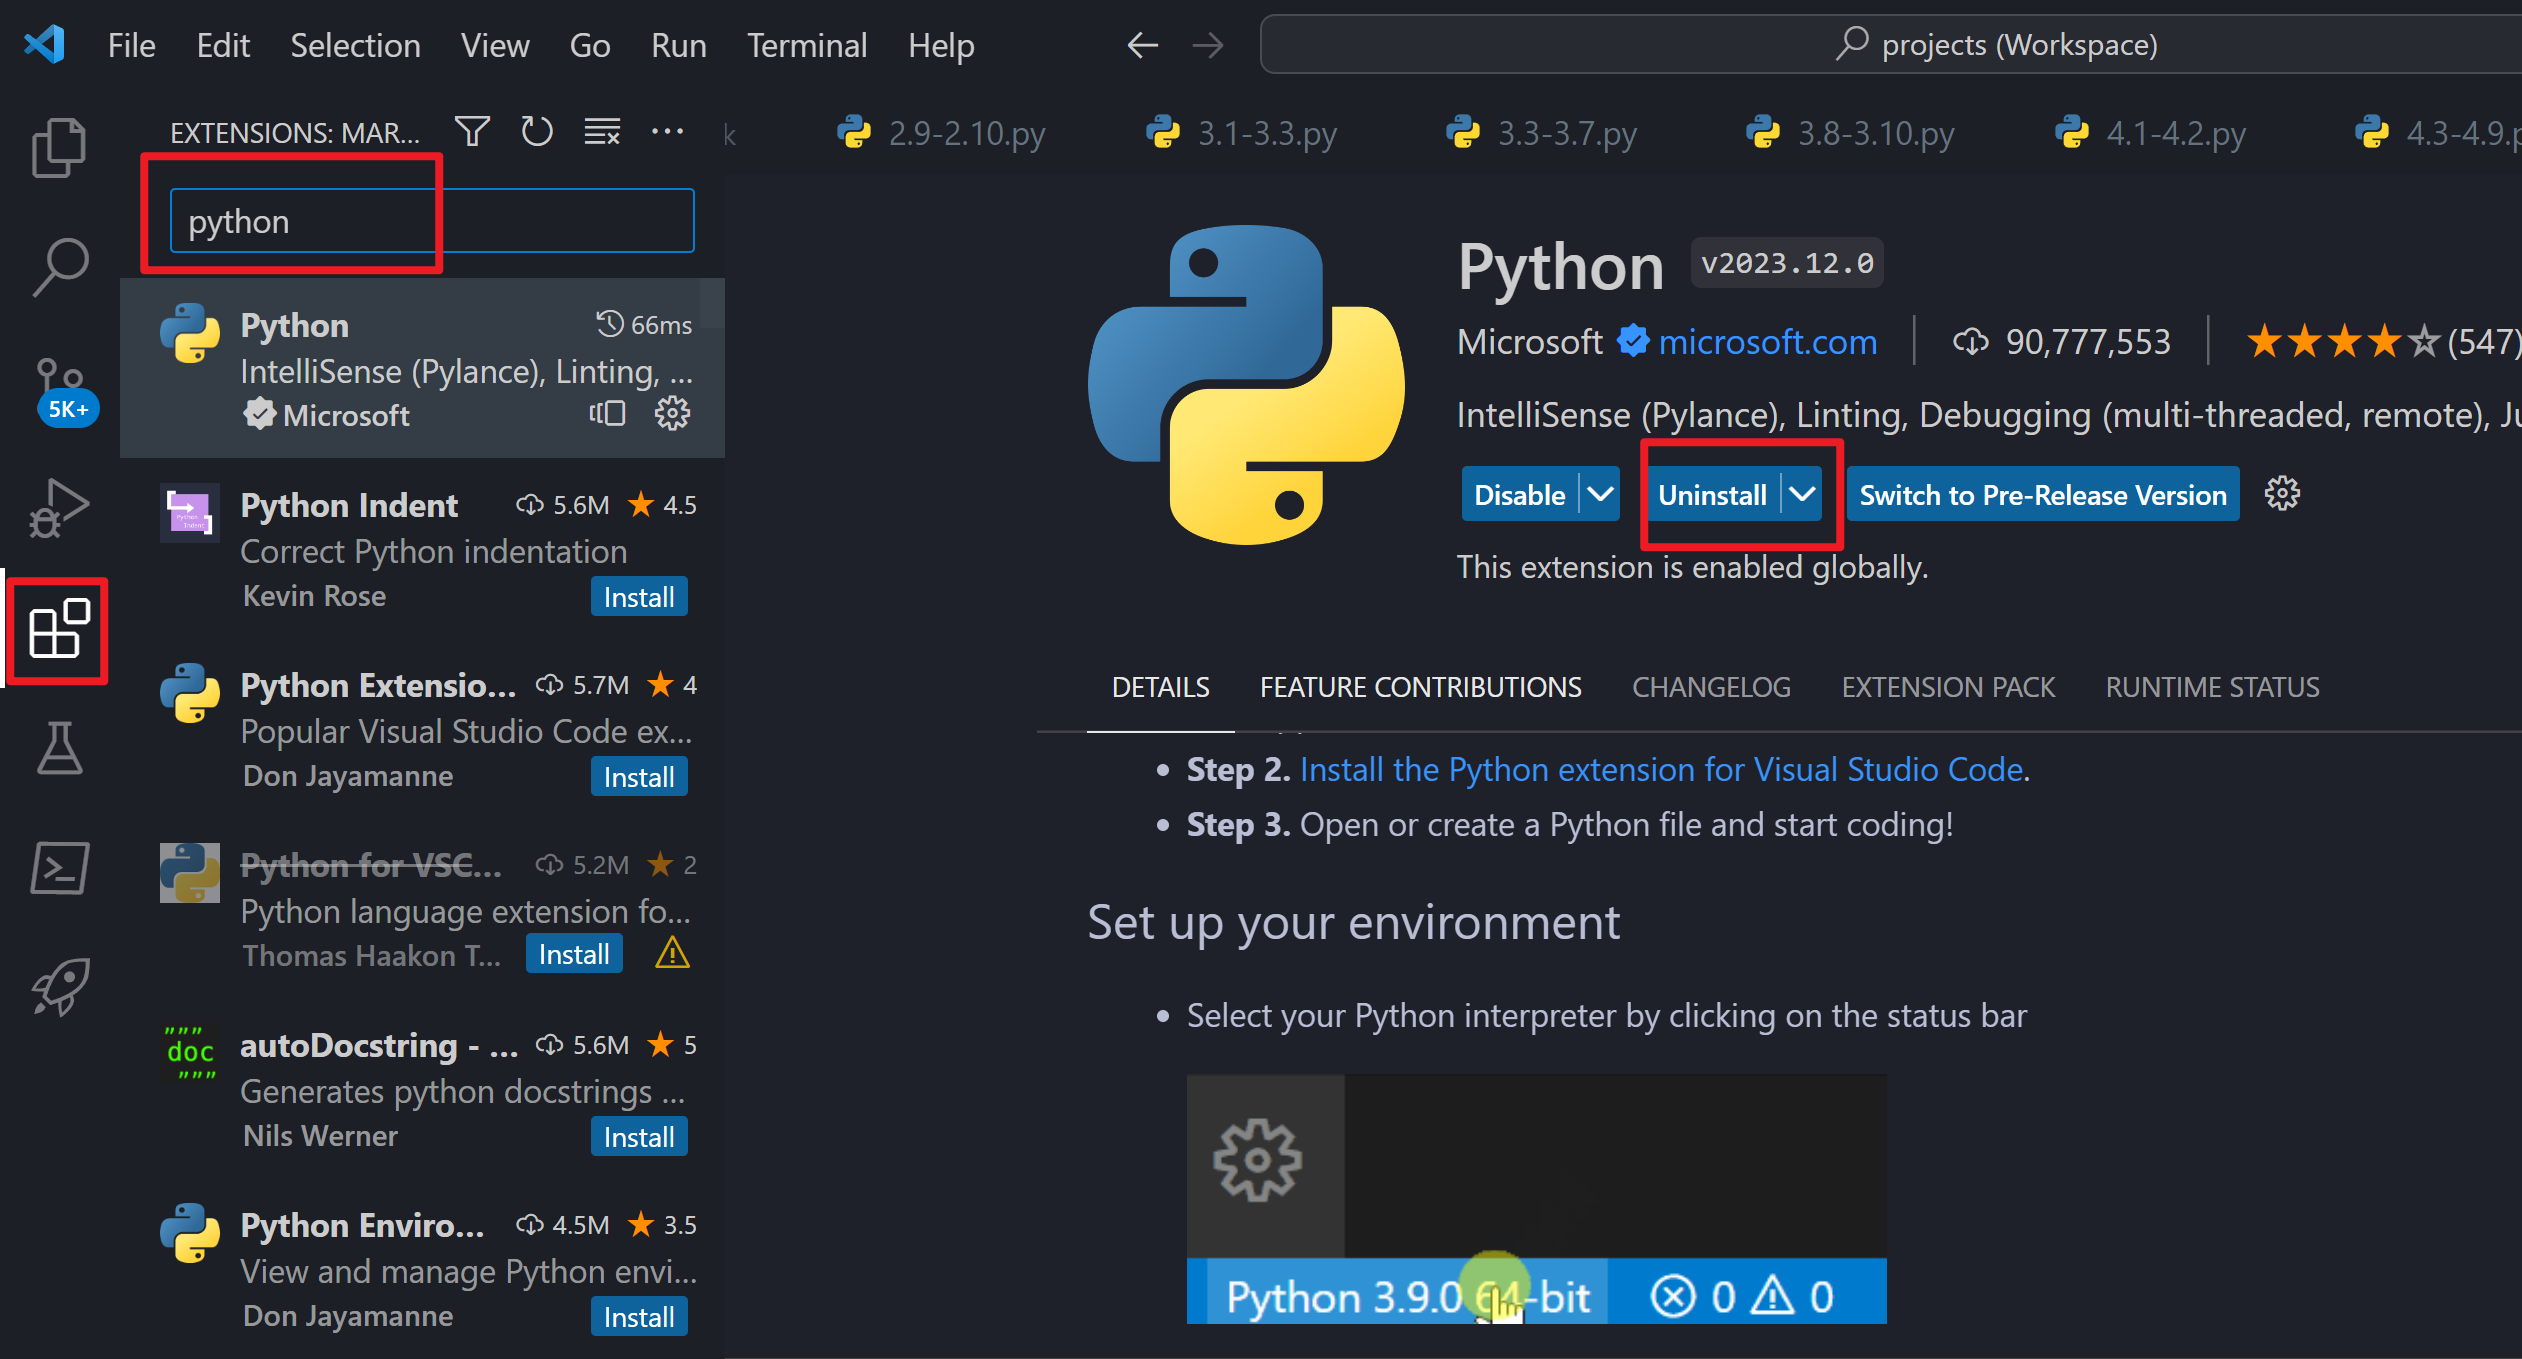 File Edit Selection View Go Run Terminal Help
projects (Workspace)
EXTENSIONS: MAR...
2.9-2.10.py
3.1-3.3.py
3.3-3.7.py
3.8-3.10.py
4.1-4.2.py
4.3-4.9.p
python
Python 66ms
IntelliSense (Pylance), Linting, ...
Microsoft
5K+
Python Indent 5.6M 4.5
Correct Python indentation
Kevin Rose Install
Python Extensio... 5.7M 4
Popular Visual Studio Code ex...
Don Jayamanne Install
Python for VSC... 5.2M 2
Python language extension fo...
Thomas Haakon T... Install
"""
doc
"""
autoDocstring - ... 5.6M 5
Generates python docstrings ...
Nils Werner Install
Python Enviro... 4.5M 3.5
View and manage Python envi...
Don Jayamanne Install
Python v2023.12.0
Microsoft microsoft.com 90,777,553 (547)
IntelliSense (Pylance), Linting, Debugging (multi-threaded, remote), Ju
Disable Uninstall Switch to Pre-Release Version
This extension is enabled globally.
DETAILS FEATURE CONTRIBUTIONS CHANGELOG EXTENSION PACK RUNTIME STATUS
• Step 2. Install the Python extension for Visual Studio Code.
• Step 3. Open or create a Python file and start coding!
Set up your environment
• Select your Python interpreter by clicking on the status bar
Python 3.9.0 64-bit 0 0